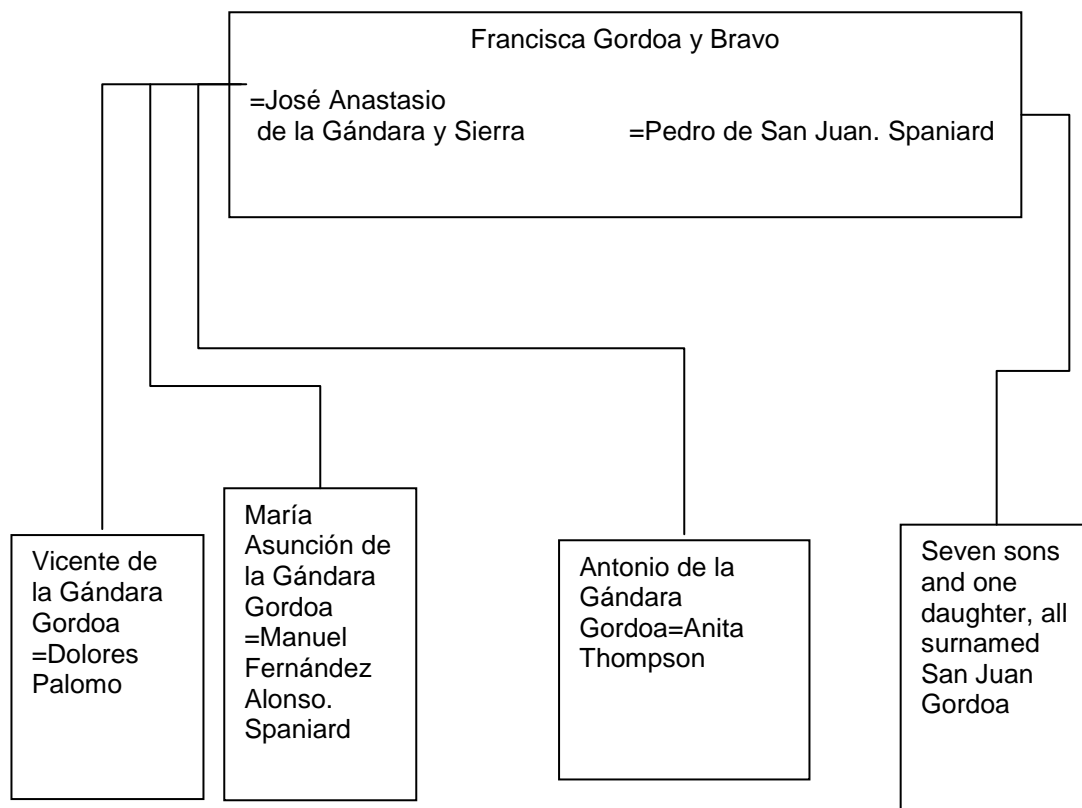 Francisca Gordoa y Bravo
=José Anastasio
de la Gándara y Sierra
=Pedro de San Juan. Spaniard
Vicente de
la Gándara
Gordoa
=Dolores
Palomo
María
Asunción de
la Gándara
Gordoa
=Manuel
Fernández
Alonso.
Spaniard
Antonio de la
Gándara
Gordoa=Anita
Thompson
Seven sons
and one
daughter, all
surnamed
San Juan
Gordoa